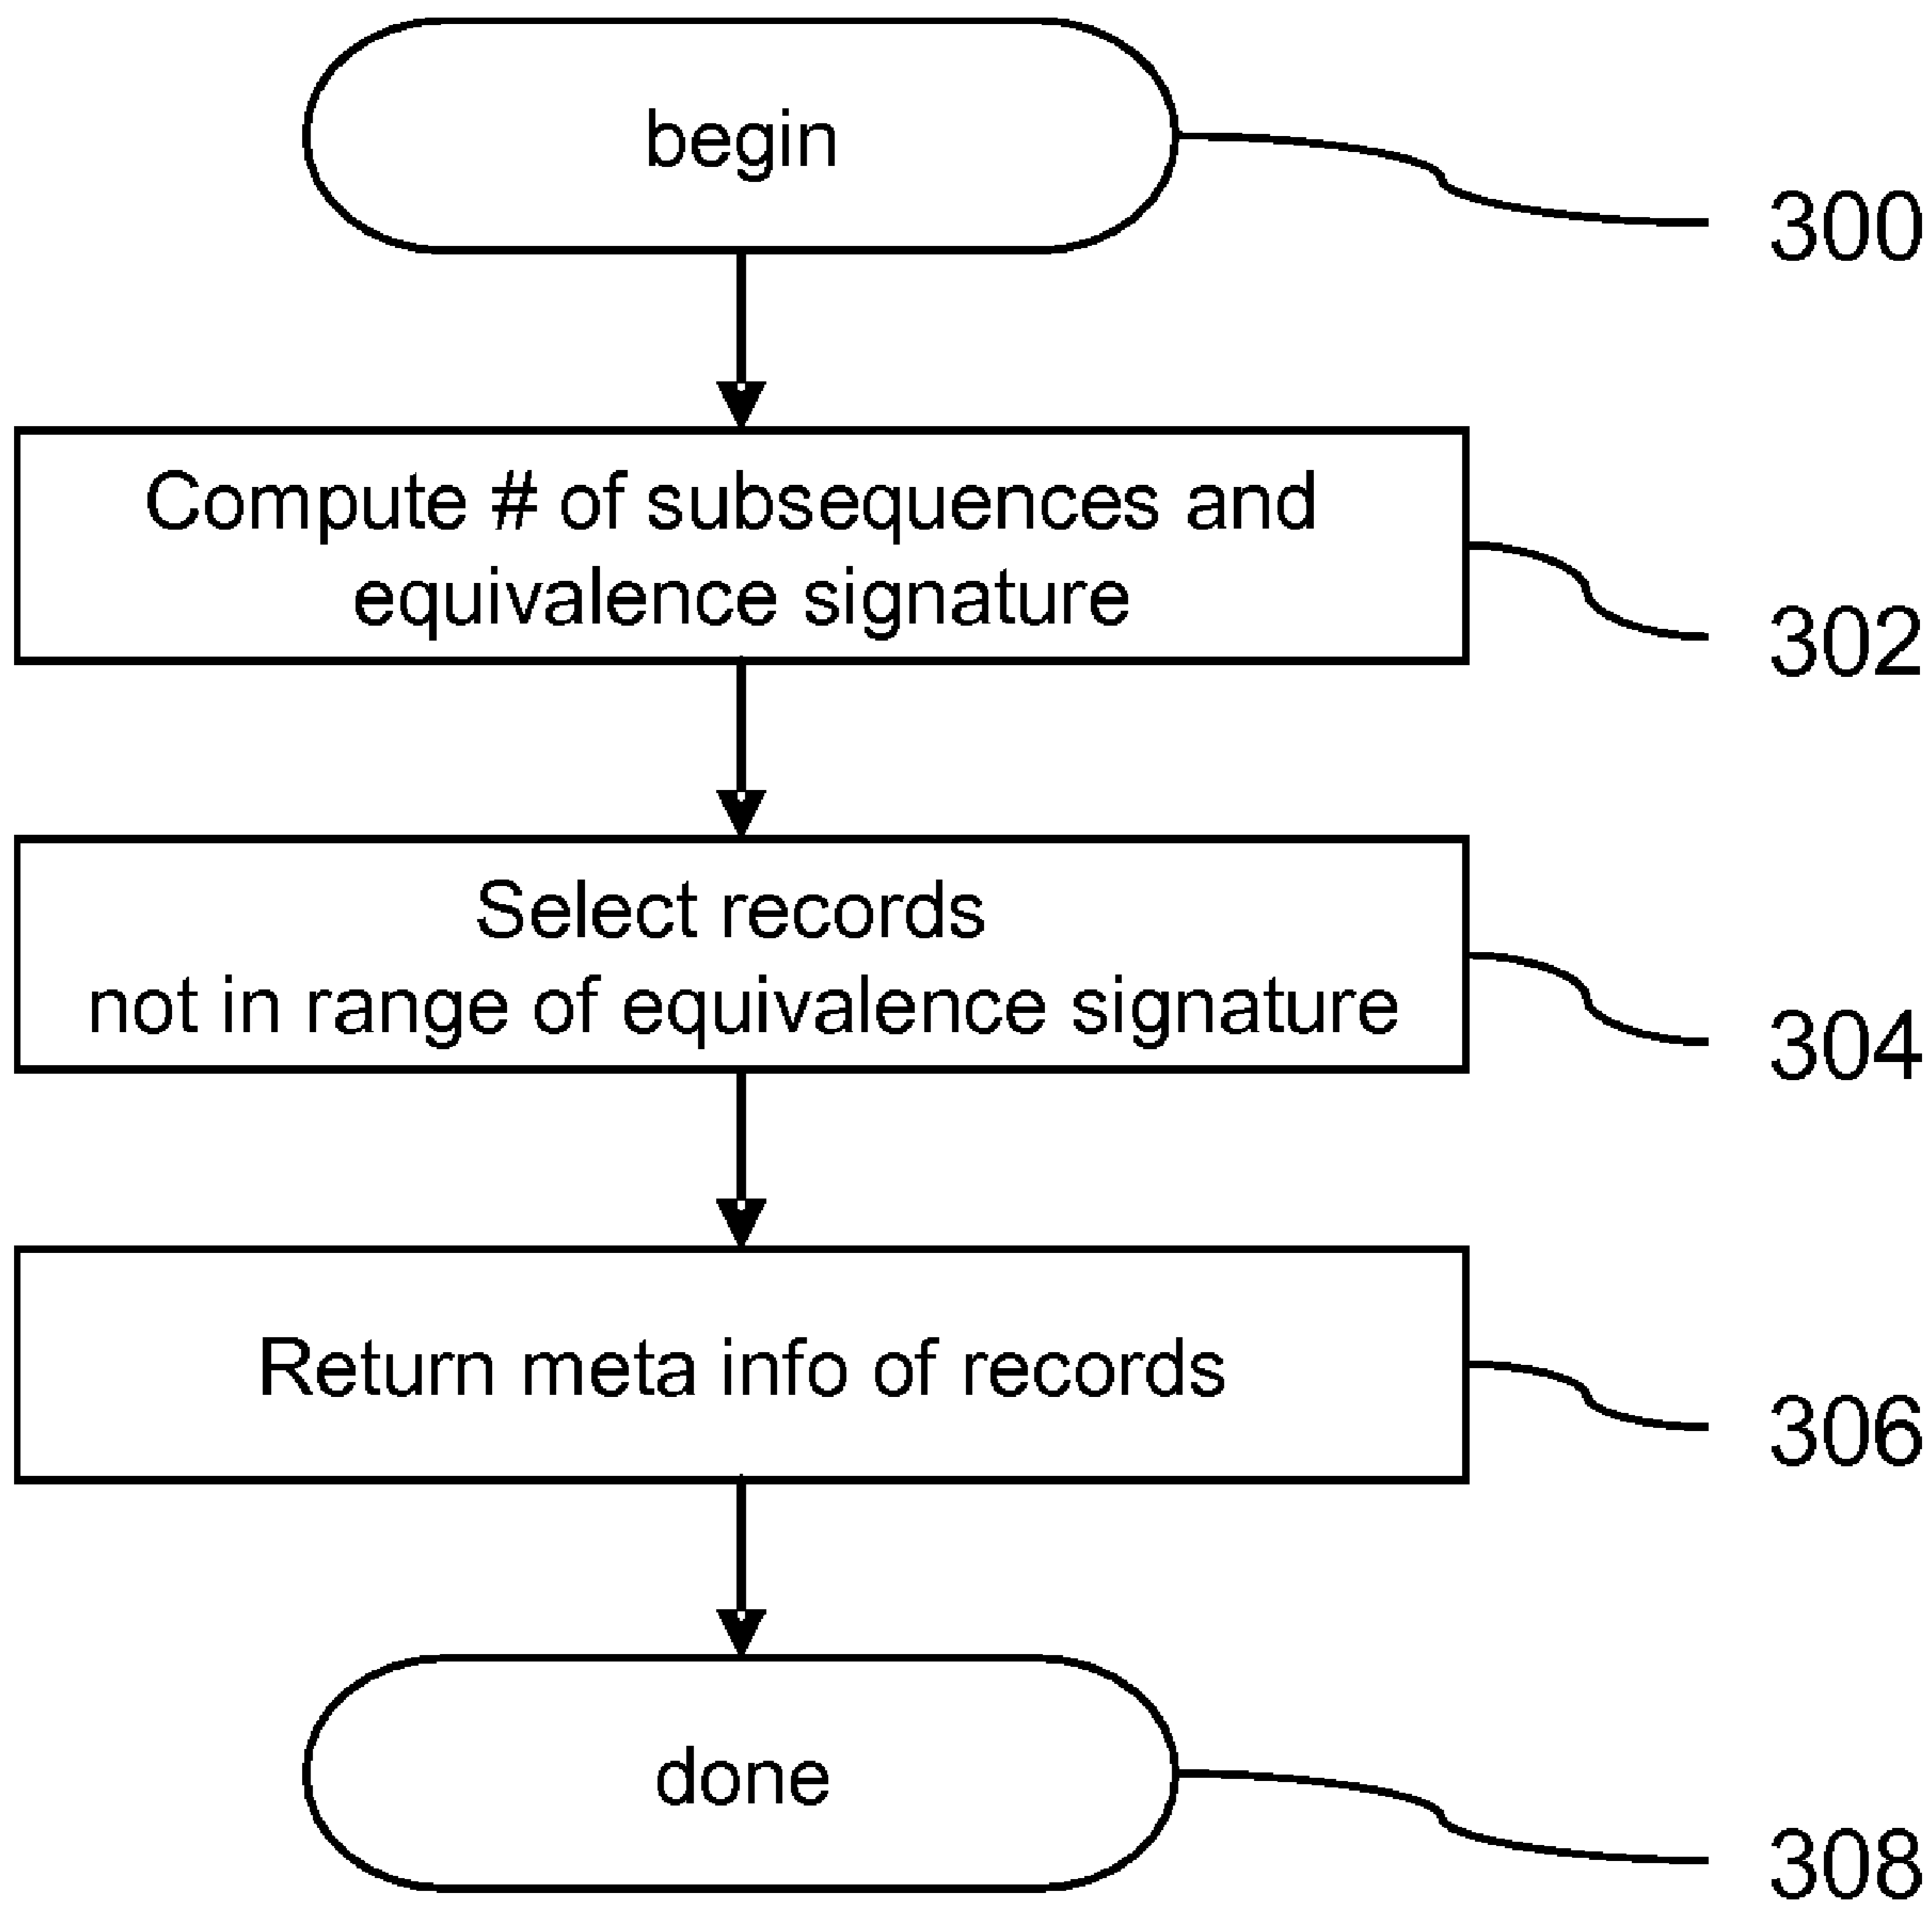 begin
300
Compute # of subsequences and
equivalence signature
302
Select records
not in range of equivalence signature
304
Return meta info of records
306
done
308